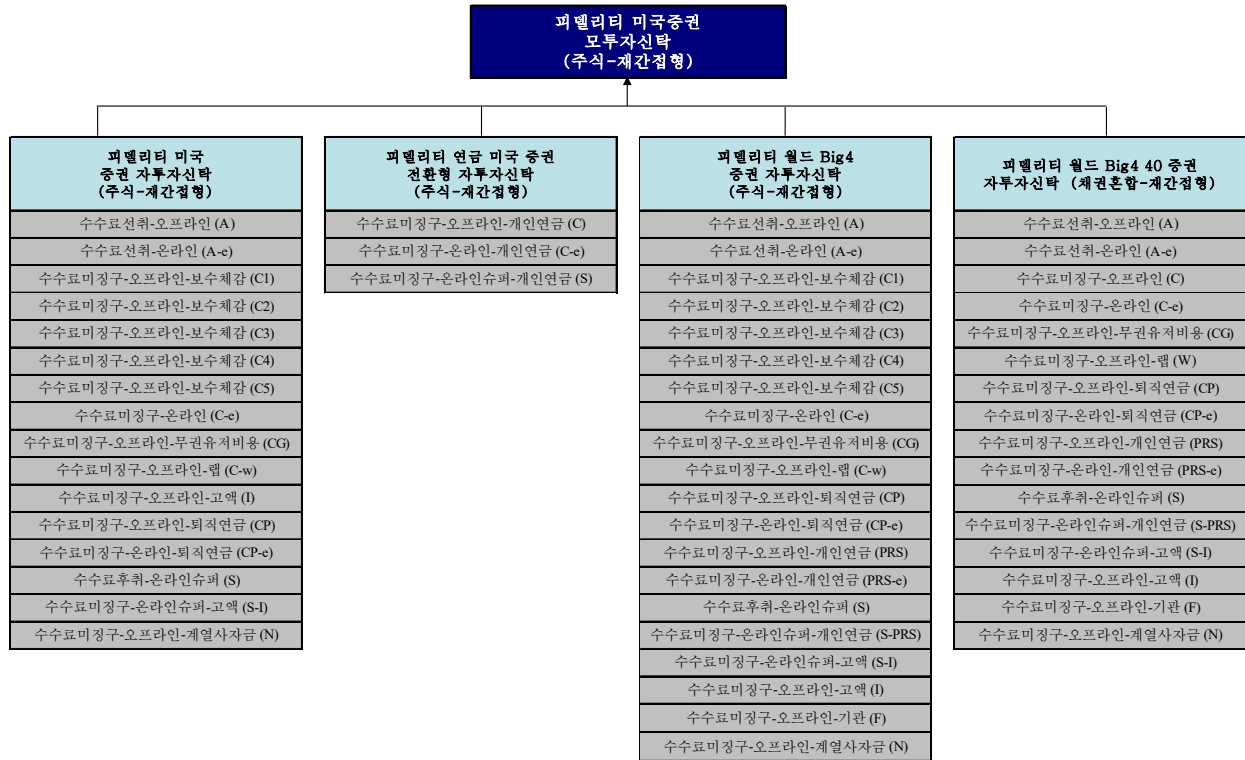 피델리티 미국증권
모투자신탁
(주식-재간접형)
피델리티 미국
증권 자투자신탁
(주식-재간접형)
수수료선취-오프라인 (A)
수수료선취-온라인 (A-e)
수수료미징구-오프라인-보수체감 (C1)
수수료미징구-오프라인-보수체감 (C2)
수수료미징구-오프라인-보수체감 (C3)
수수료미징구-오프라인-보수체감 (C4)
수수료미징구-오프라인-보수체감 (C5)
수수료미징구-온라인 (C-e)
수수료미징구-오프라인-무권유저비용 (CG)
수수료미징구-오프라인-랩 (C-w)
수수료미징구-오프라인-고액 (I)
수수료미징구-오프라인-퇴직연금 (CP)
수수료미징구-온라인-퇴직연금 (CP-e)
수수료후취-온라인슈퍼 (S)
수수료미징구-온라인슈퍼-고액 (S-I)
수수료미징구-오프라인-계열사자금 (N)
피델리티 연금 미국 증권
전환형 자투자신탁
(주식-재간접형)
수수료미징구-오프라인-개인연금 (C)
수수료미징구-온라인-개인연금 (C-e)
수수료미징구-온라인슈퍼-개인연금 (S)
피델리티 월드 Big4
증권 자투자신탁
(주식-재간접형)
수수료선취-오프라인 (A)
수수료선취-온라인 (A-e)
수수료미징구-오프라인-보수체감 (C1)
수수료미징구-오프라인-보수체감 (C2)
수수료미징구-오프라인-보수체감 (C3)
수수료미징구-오프라인-보수체감 (C4)
수수료미징구-오프라인-보수체감 (C5)
수수료미징구-온라인 (C-e)
수수료미징구-오프라인-무권유저비용 (CG)
수수료미징구-오프라인-랩 (C-w)
수수료미징구-오프라인-퇴직연금 (CP)
수수료미징구-온라인-퇴직연금 (CP-e)
수수료미징구-오프라인-개인연금 (PRS)
수수료미징구-온라인-개인연금 (PRS-e)
수수료후취-온라인슈퍼 (S)
수수료미징구-온라인슈퍼-개인연금 (S-PRS)
수수료미징구-온라인슈퍼-고액 (S-I)
수수료미징구-오프라인-고액 (I)
수수료미징구-오프라인-기관 (F)
수수료미징구-오프라인-계열사자금 (N)
피델리티 월드 Big4 40 증권
자투자신탁 (채권혼합-재간접형)
수수료선취-오프라인 (A)
수수료선취-온라인 (A-e)
수수료미징구-오프라인 (C)
수수료미징구-온라인 (C-e)
수수료미징구-오프라인-무권유저비용 (CG)
수수료미징구-오프라인-랩 (W)
수수료미징구-오프라인-퇴직연금 (CP)
수수료미징구-온라인-퇴직연금 (CP-e)
수수료미징구-오프라인-개인연금 (PRS)
수수료미징구-온라인-개인연금 (PRS-e)
수수료후취-온라인슈퍼 (S)
수수료미징구-온라인슈퍼-개인연금 (S-PRS)
수수료미징구-온라인슈퍼-고액 (S-I)
수수료미징구-오프라인-고액 (I)
수수료미징구-오프라인-기관 (F)
수수료미징구-오프라인-계열사자금 (N)